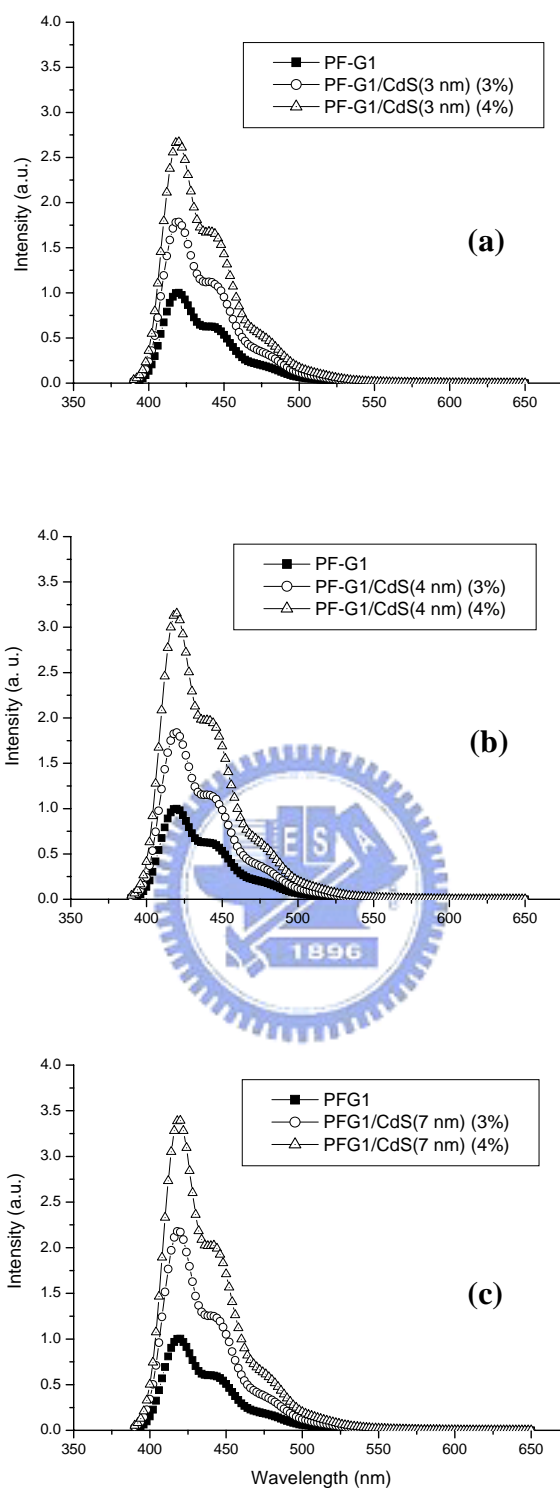 PF-G1
PF-G1/CdS(3 nm) (3%)
PF-G1/CdS(3 nm) (4%)
(a)
Intensity (a.u.)
4.0
3.5
3.0
2.5
2.0
1.5
1.0
0.5
0.0
350 400 450 500 550 600 650
PF-G1
PF-G1/CdS(4 nm) (3%)
PF-G1/CdS(4 nm) (4%)
(b)
Intensity (a. u.)
4.0
3.5
3.0
2.5
2.0
1.5
1.0
0.5
0.0
350 400 450 500 550 600 650
E S A
1896
PFG1
PFG1/CdS(7 nm) (3%)
PFG1/CdS(7 nm) (4%)
(c)
Intensity (a.u.)
4.0
3.5
3.0
2.5
2.0
1.5
1.0
0.5
0.0
350 400 450 500 550 600 650
Wavelength (nm)